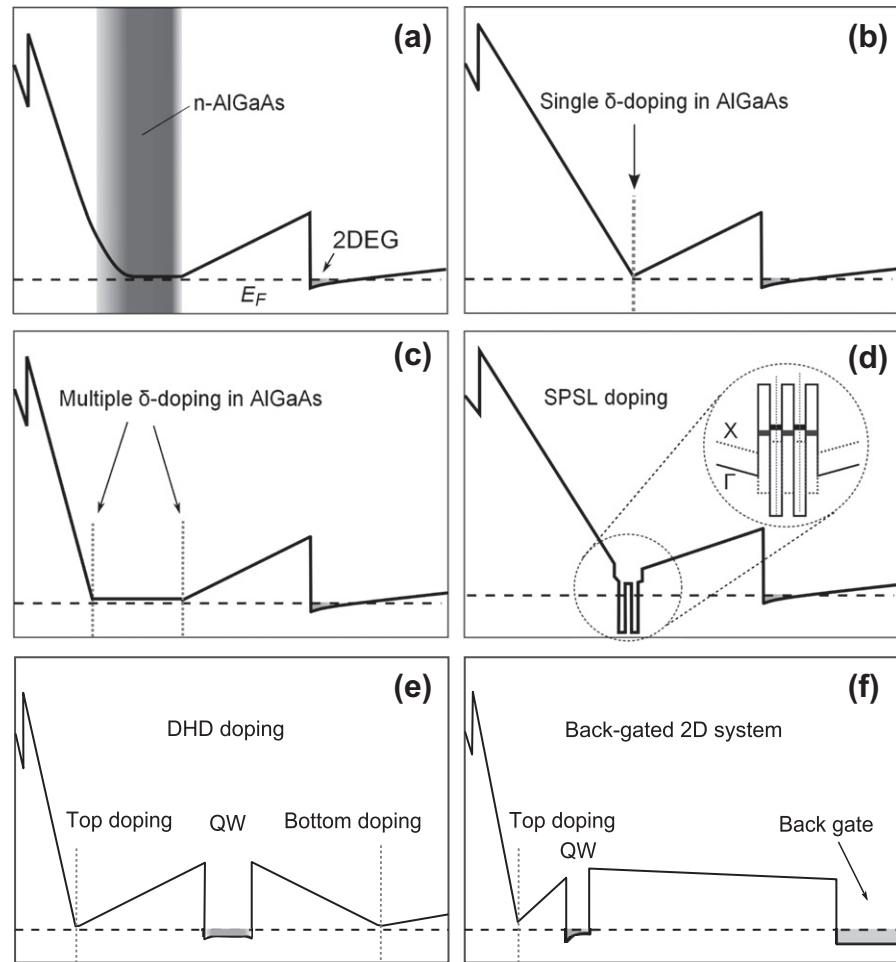 (a)
n-AlGaAs
2DEG
E_F
(b)
Single δ-doping in AlGaAs
(c)
Multiple δ-doping in AlGaAs
(d)
SPSL doping
X
Γ
(e)
DHD doping
Top doping QW Bottom doping
(f)
Back-gated 2D system
Top doping
QW
Back gate